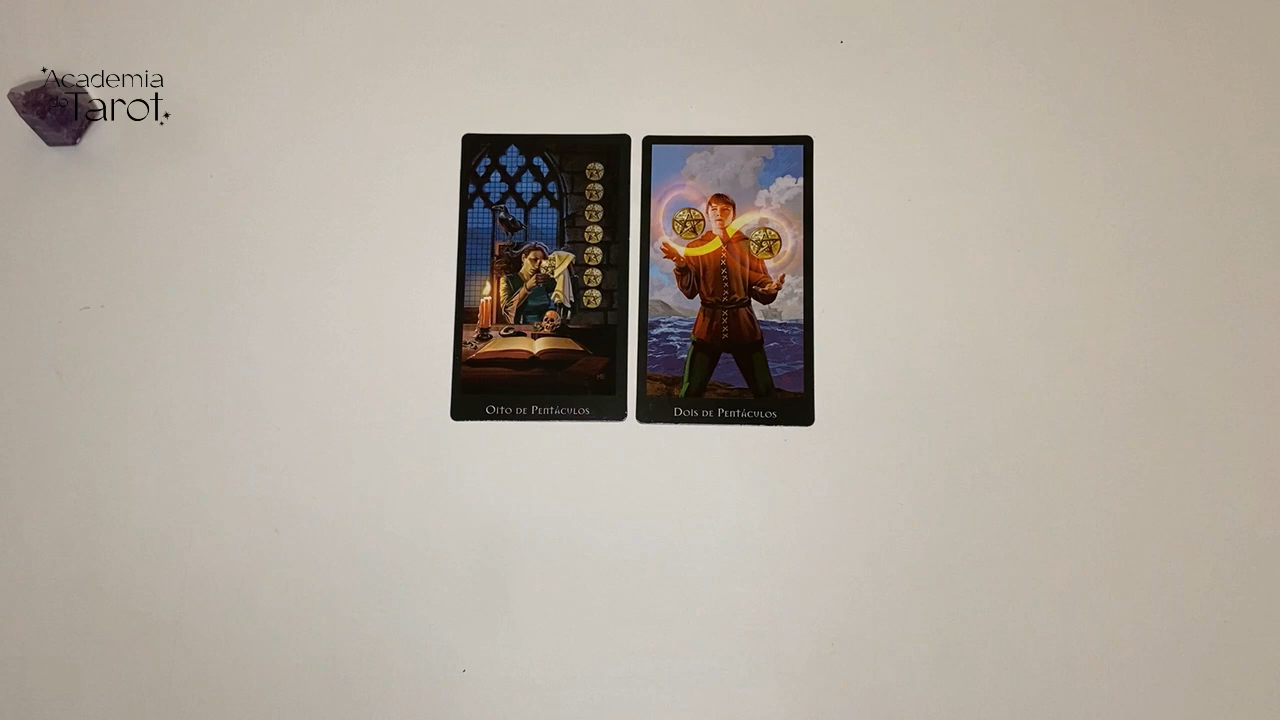 Academia
do Tarot
Oito de Pentáculos
Dois de Pentáculos